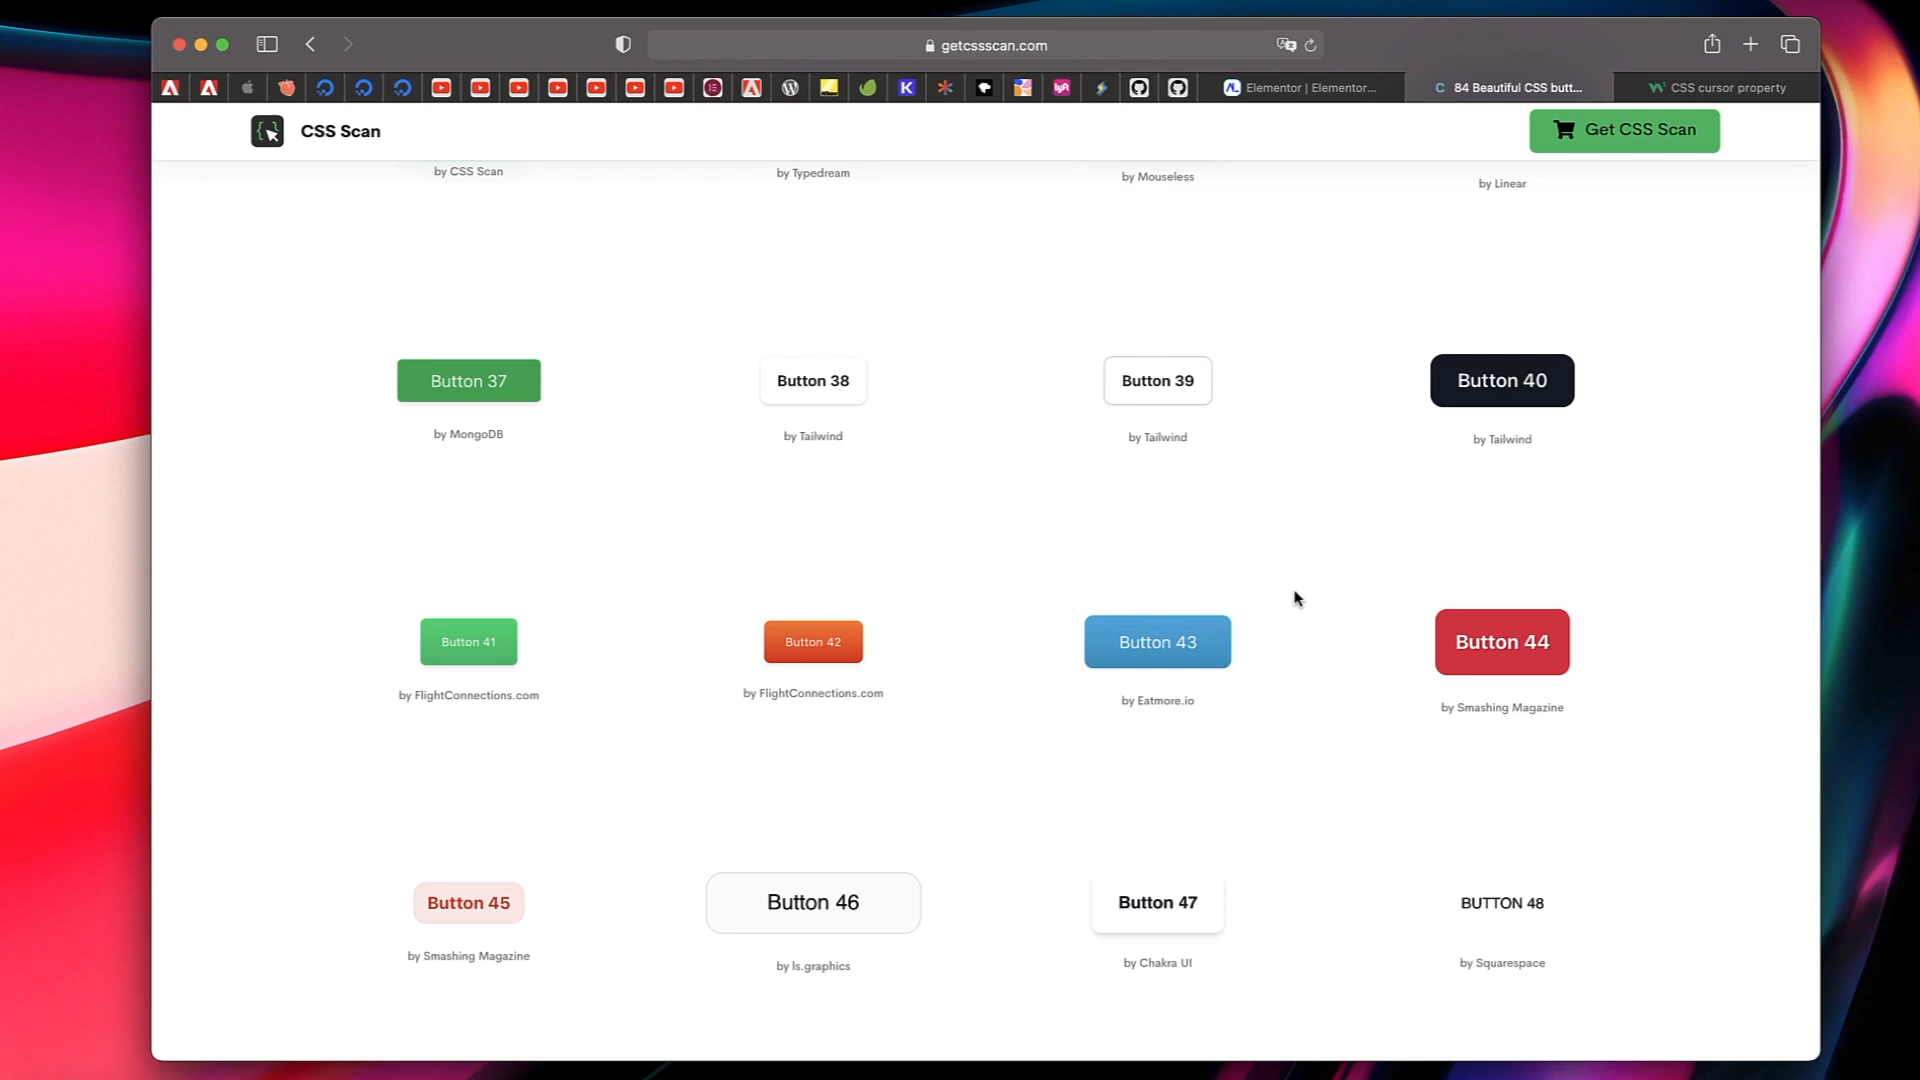 getcssscan.com
Elementor | Elementor...
84 Beautiful CSS butt...
CSS cursor property
CSS Scan
Get CSS Scan
by CSS Scan
by Typedream
by Mouseless
by Linear
Button 37
Button 38
Button 39
Button 40
by MongoDB
by Tailwind
by Tailwind
by Tailwind
Button 41
Button 42
Button 43
Button 44
by FlightConnections.com
by FlightConnections.com
by Eatmore.io
by Smashing Magazine
Button 45
Button 46
Button 47
BUTTON 48
by Smashing Magazine
by ls.graphics
by Chakra UI
by Squarespace